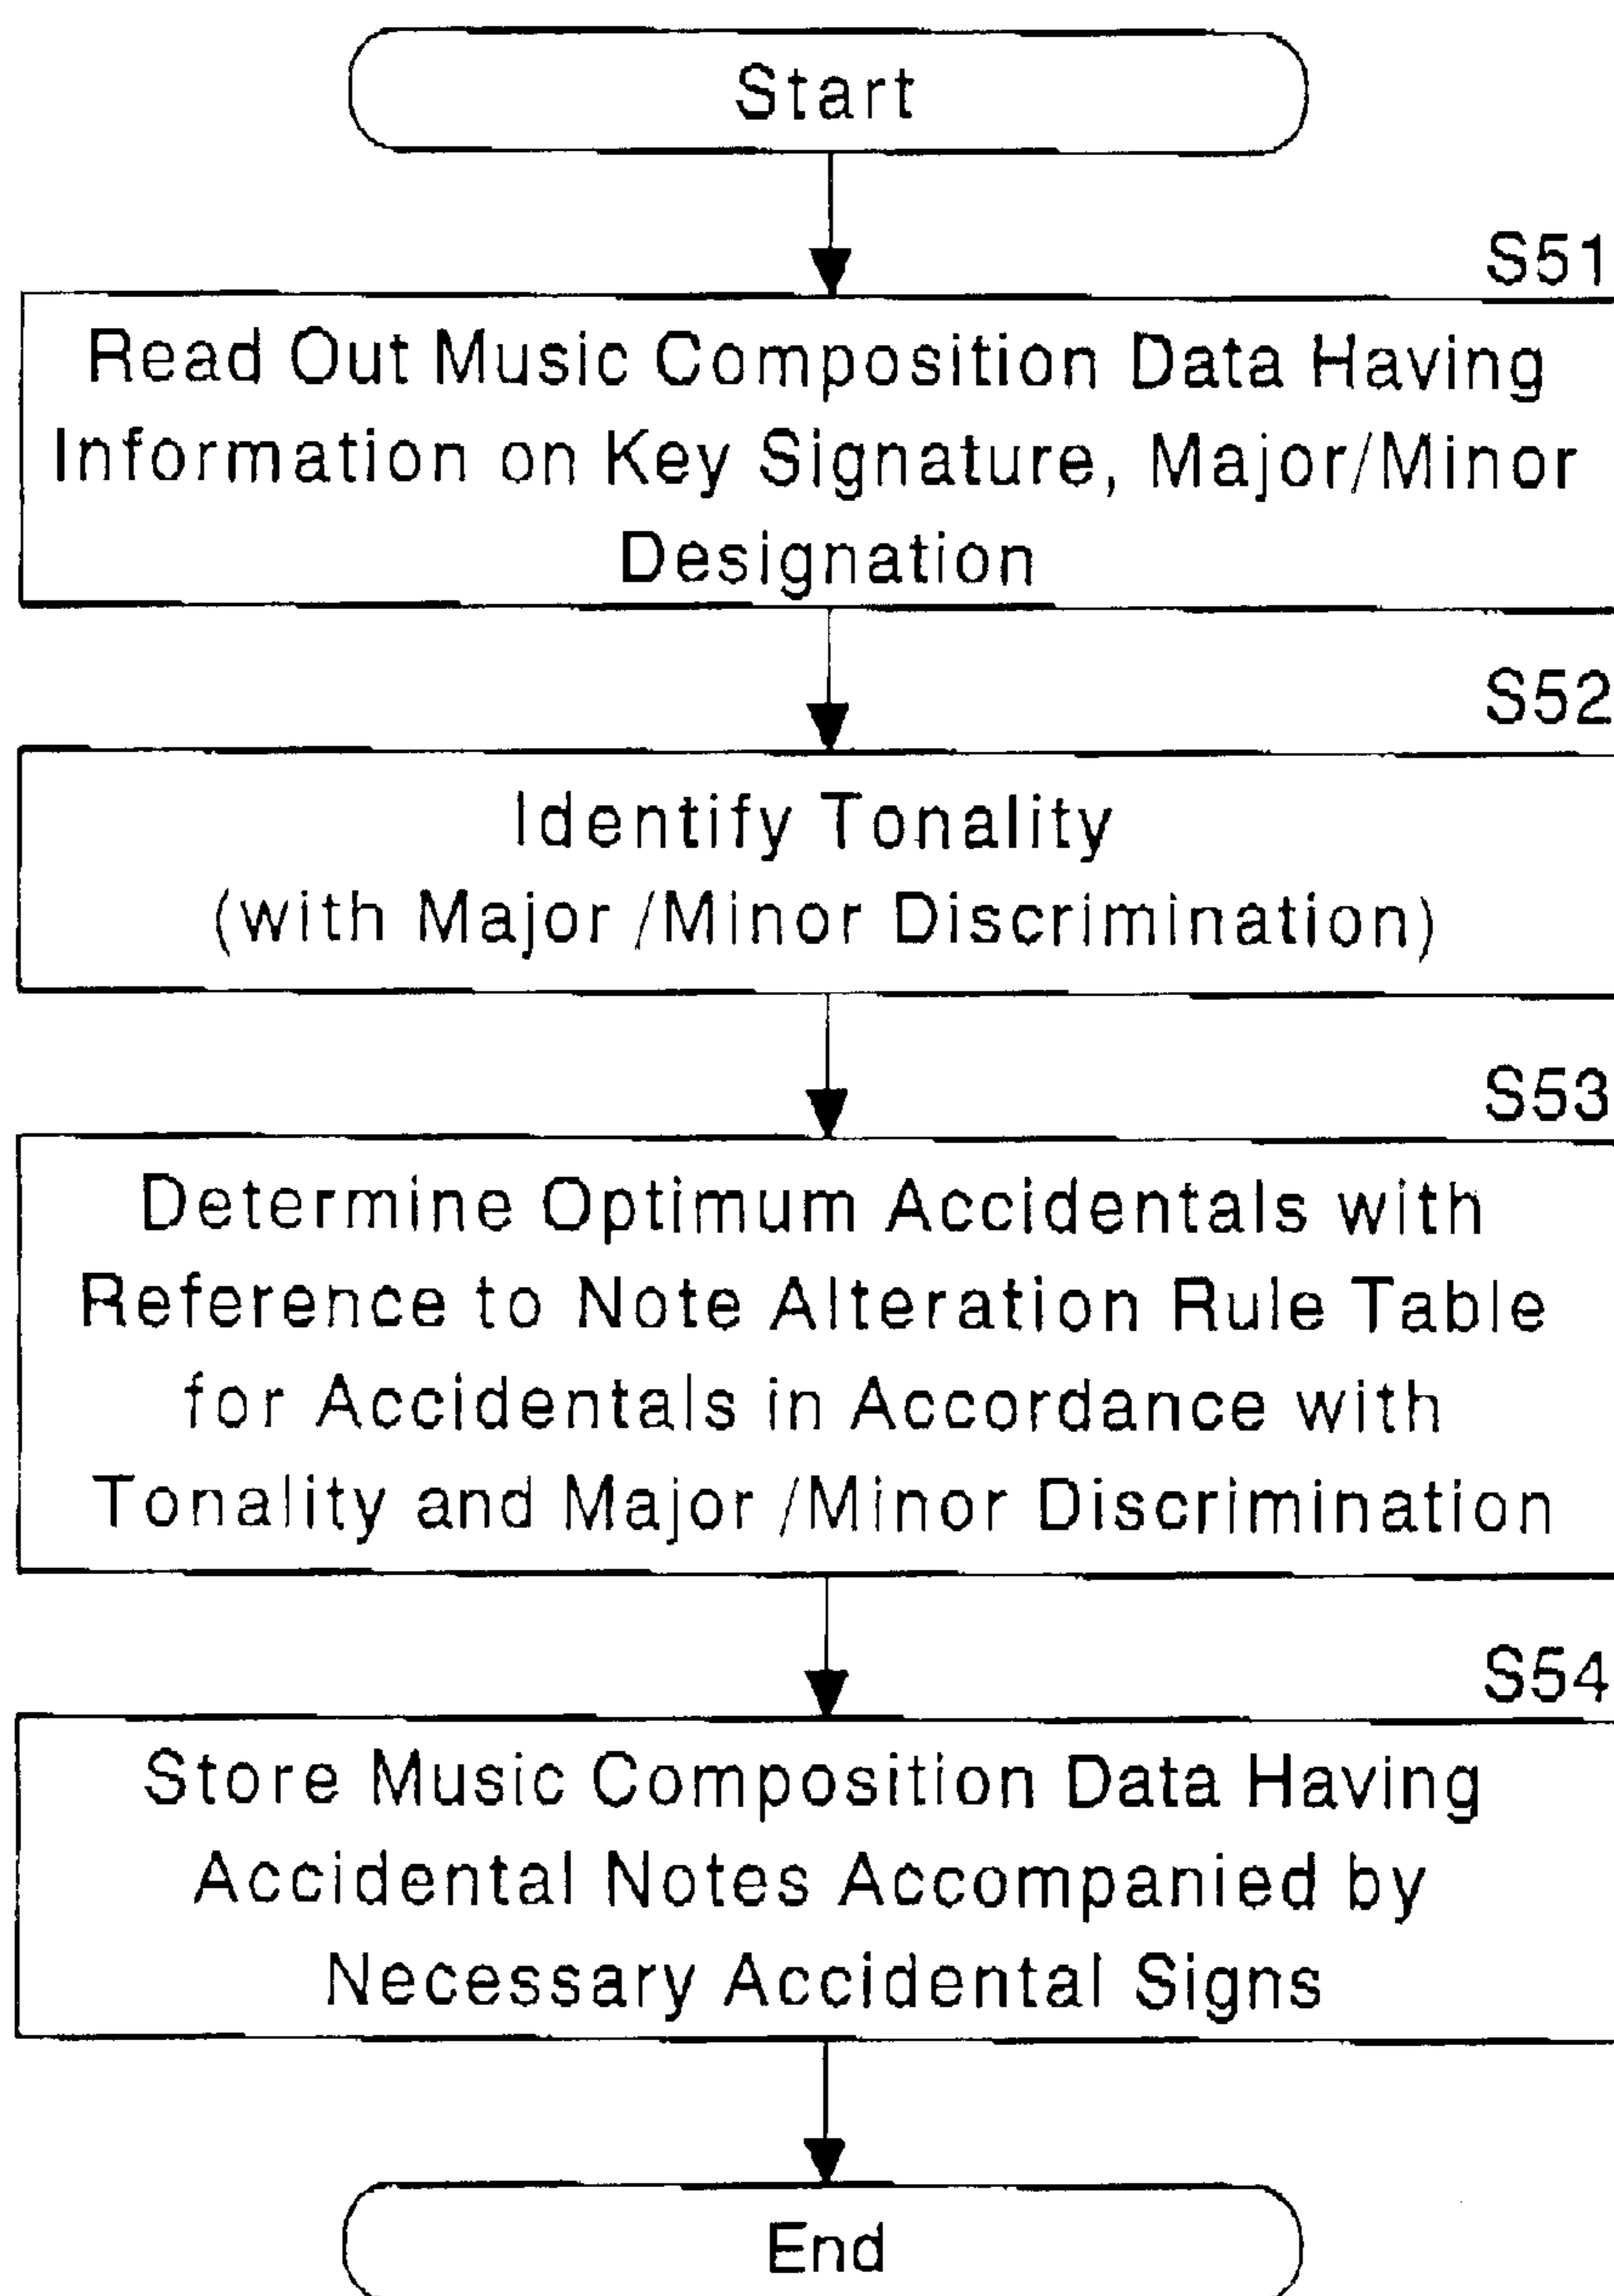 Start
S51
Read Out Music Composition Data Having
Information on Key Signature, Major/Minor
Designation
S52
Identify Tonality
(with Major /Minor Discrimination)
S53
Determine Optimum Accidentals with
Reference to Note Alteration Rule Table
for Accidentals in Accordance with
Tonality and Major /Minor Discrimination
S54
Store Music Composition Data Having
Accidental Notes Accompanied by
Necessary Accidental Signs
End